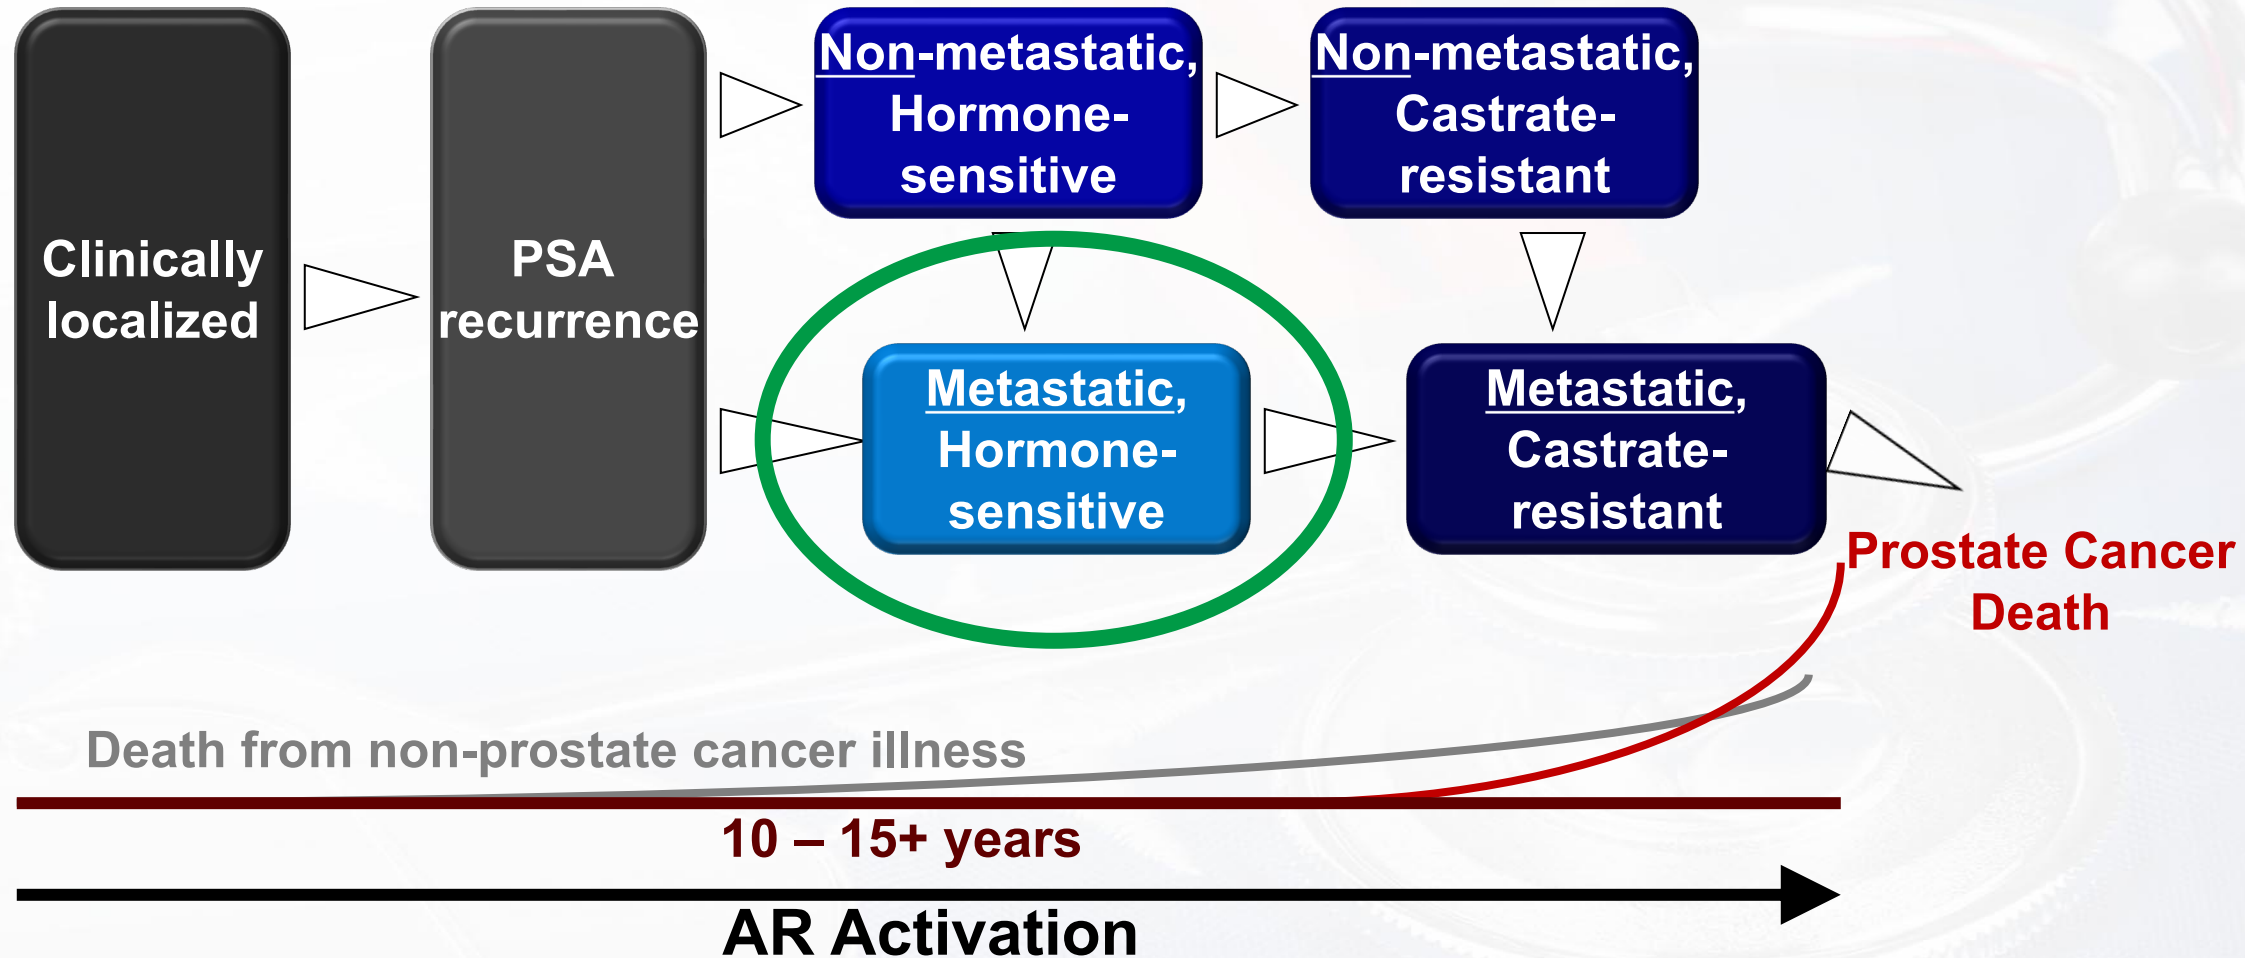 Clinically
localized
PSA
recurrence
Non-metastatic,
Hormone-
sensitive
Non-metastatic,
Castrate-
resistant
Metastatic,
Hormone-
sensitive
Metastatic,
Castrate-
resistant
Prostate Cancer
Death
Death from non-prostate cancer illness
10 – 15+ years
AR Activation